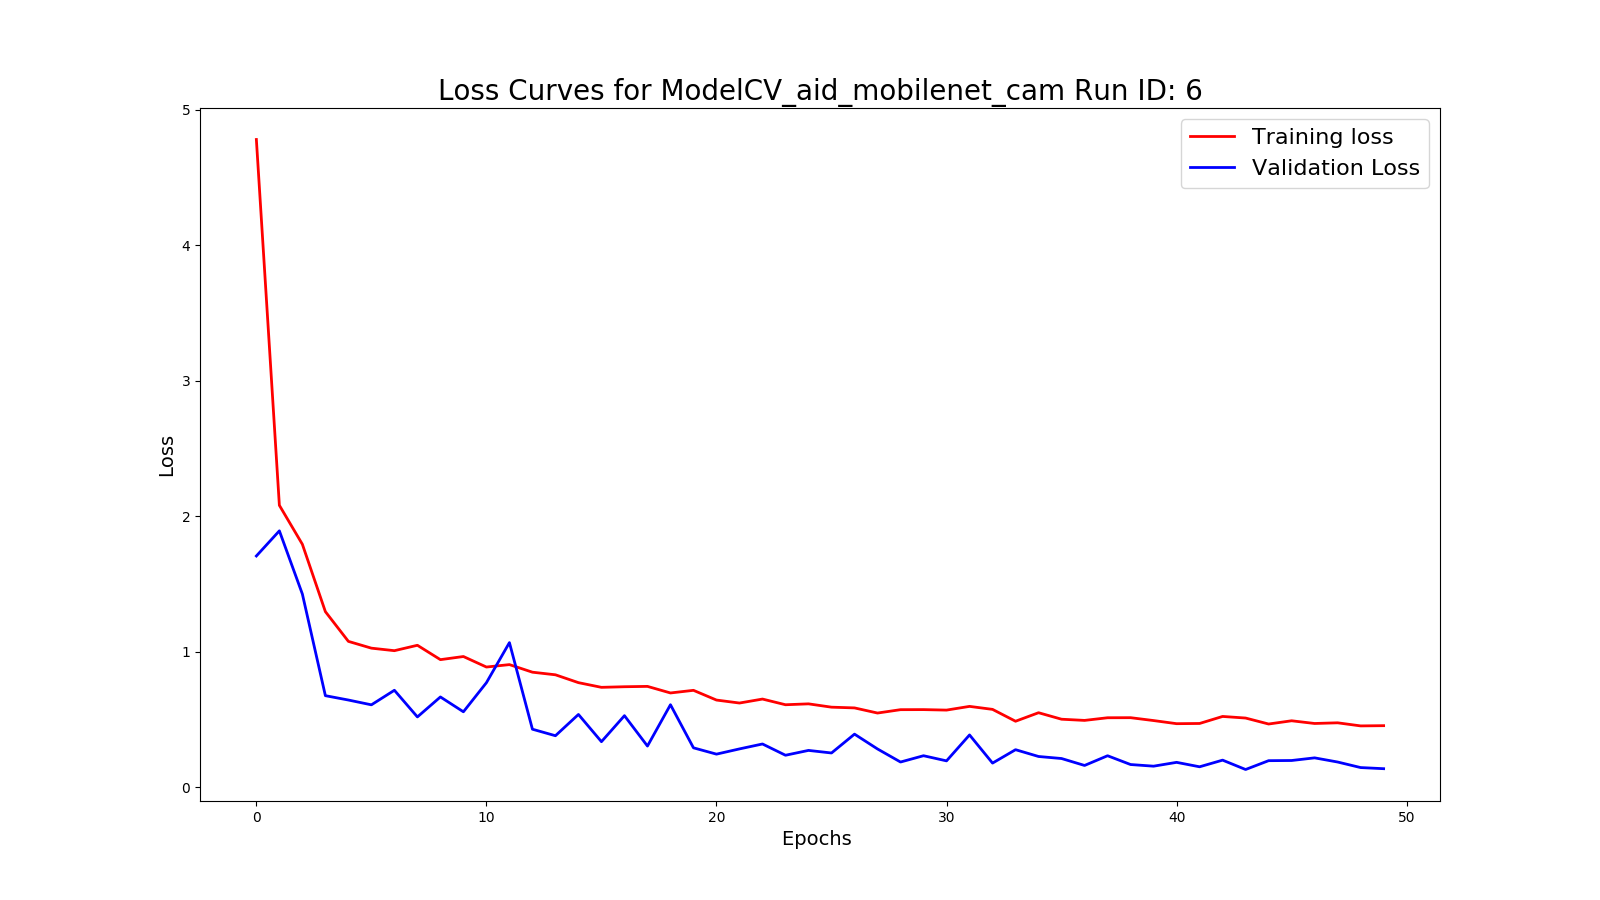 Loss Curves for ModelCV_aid_mobilenet_cam Run ID: 6
Training loss
Validation Loss
5
4
3
2
1
0
Loss
0 10 20 30 40 50
Epochs